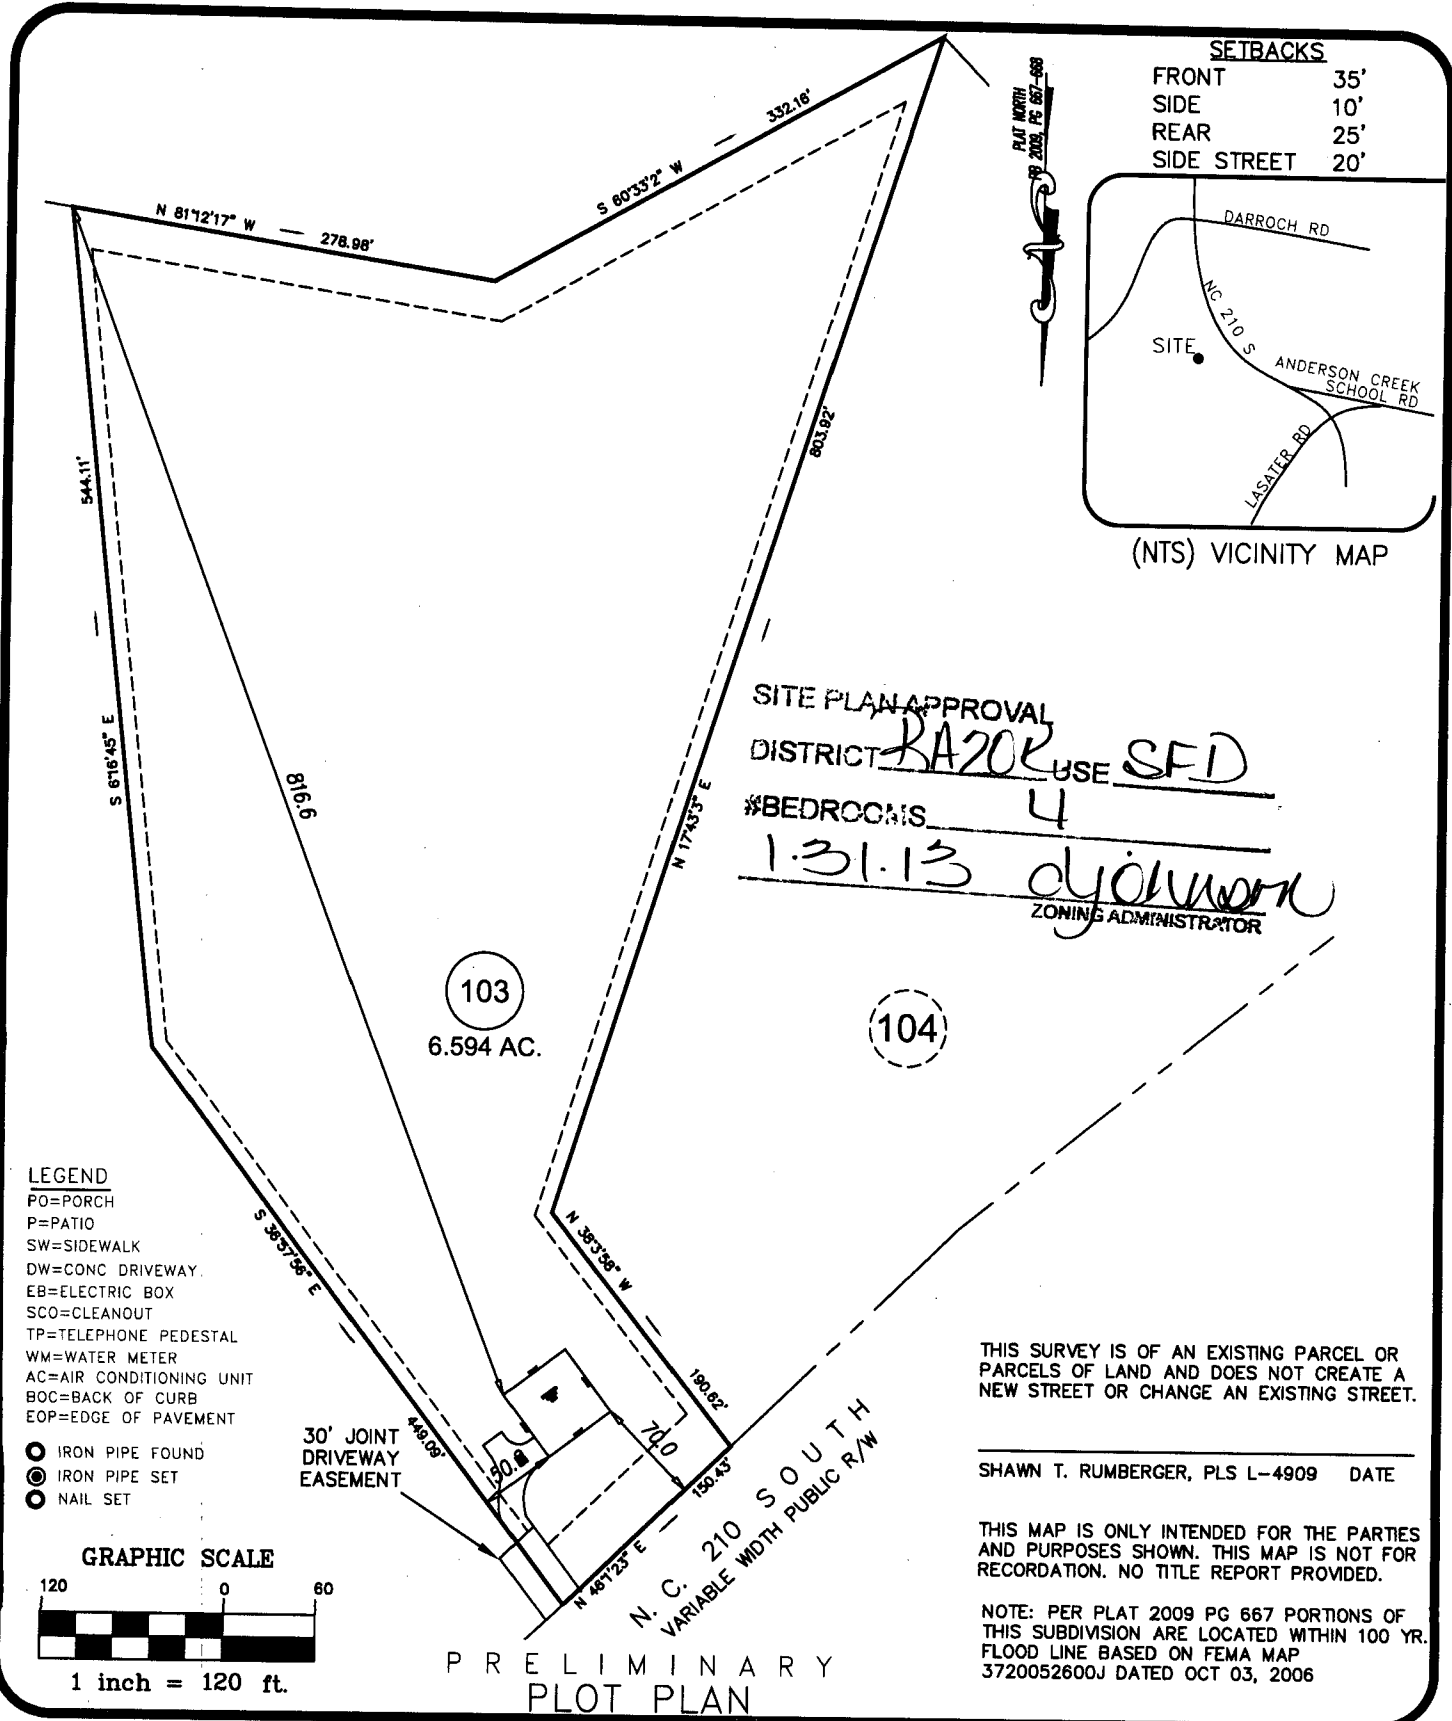 SETBACKS
FRONT 35'
SIDE 10'
REAR 25'
SIDE STREET 20'
PLAT NORTH
PB 2009, PG 667-668
DARROCH RD
NC 210 S
SITE
ANDERSON CREEK
SCHOOL RD
LASATER RD
(NTS) VICINITY MAP
N 81°12'17" W
278.98'
S 60°33'2" W
332.16'
544.11'
S 6°16'45" E
816.6
803.92'
N 17°43'3" E
SITE PLAN APPROVAL
DISTRICT RA20R USE SFD
#BEDROOMS 4
1.31.13 dyjohnson
ZONING ADMINISTRATOR
103
6.594 AC.
104
LEGEND
PO=PORCH
P=PATIO
SW=SIDEWALK
DW=CONC DRIVEWAY
EB=ELECTRIC BOX
SCO=CLEANOUT
TP=TELEPHONE PEDESTAL
WM=WATER METER
AC=AIR CONDITIONING UNIT
BOC=BACK OF CURB
EOP=EDGE OF PAVEMENT
IRON PIPE FOUND
IRON PIPE SET
NAIL SET
S 38°57'56" E
449.09'
N 38°3'58" W
190.62'
70.0
50.
150.43'
N 46°1'23" E
30' JOINT
DRIVEWAY
EASEMENT
N. C. 210 SOUTH
VARIABLE WIDTH PUBLIC R/W
THIS SURVEY IS OF AN EXISTING PARCEL OR
PARCELS OF LAND AND DOES NOT CREATE A
NEW STREET OR CHANGE AN EXISTING STREET.
SHAWN T. RUMBERGER, PLS L-4909 DATE
THIS MAP IS ONLY INTENDED FOR THE PARTIES
AND PURPOSES SHOWN. THIS MAP IS NOT FOR
RECORDATION. NO TITLE REPORT PROVIDED.
NOTE: PER PLAT 2009 PG 667 PORTIONS OF
THIS SUBDIVISION ARE LOCATED WITHIN 100 YR.
FLOOD LINE BASED ON FEMA MAP
3720052600J DATED OCT 03, 2006
GRAPHIC SCALE
120 0 60
1 inch = 120 ft.
PRELIMINARY
PLOT PLAN